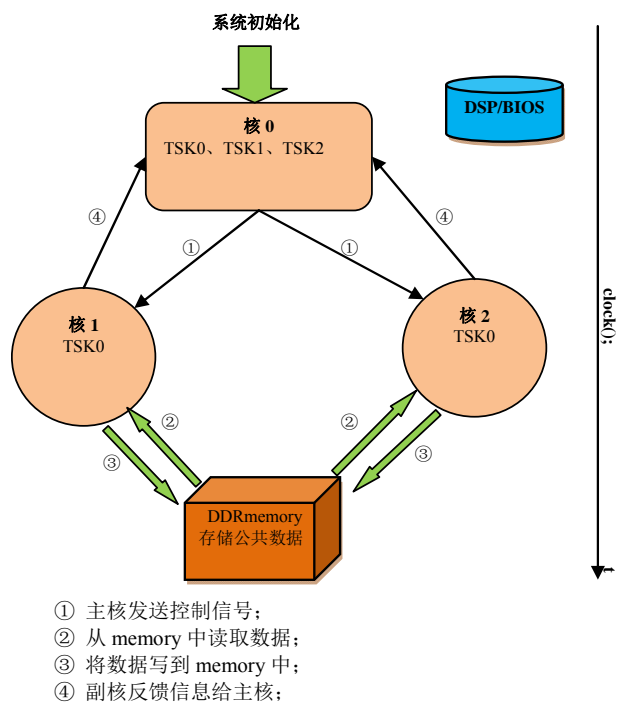 系统初始化
DSP/BIOS
核 0
TSK0、TSK1、TSK2
④
①
①
④
核 1
TSK0
核 2
TSK0
clock();
②
③
②
③
DDRmemory
存储公共数据
t
① 主核发送控制信号；
② 从 memory 中读取数据；
③ 将数据写到 memory 中；
④ 副核反馈信息给主核；